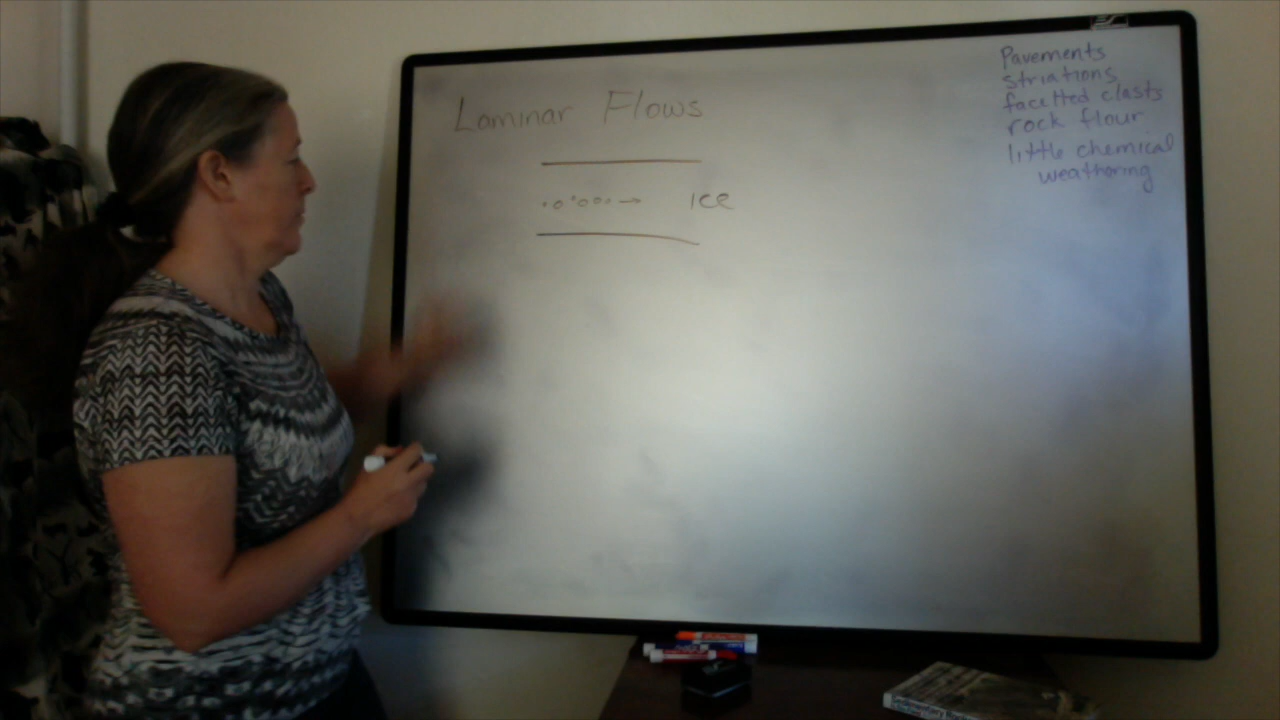 Laminar Flows
ice
Pavements
striations
facetted clasts
rock flour
little chemical
weathering